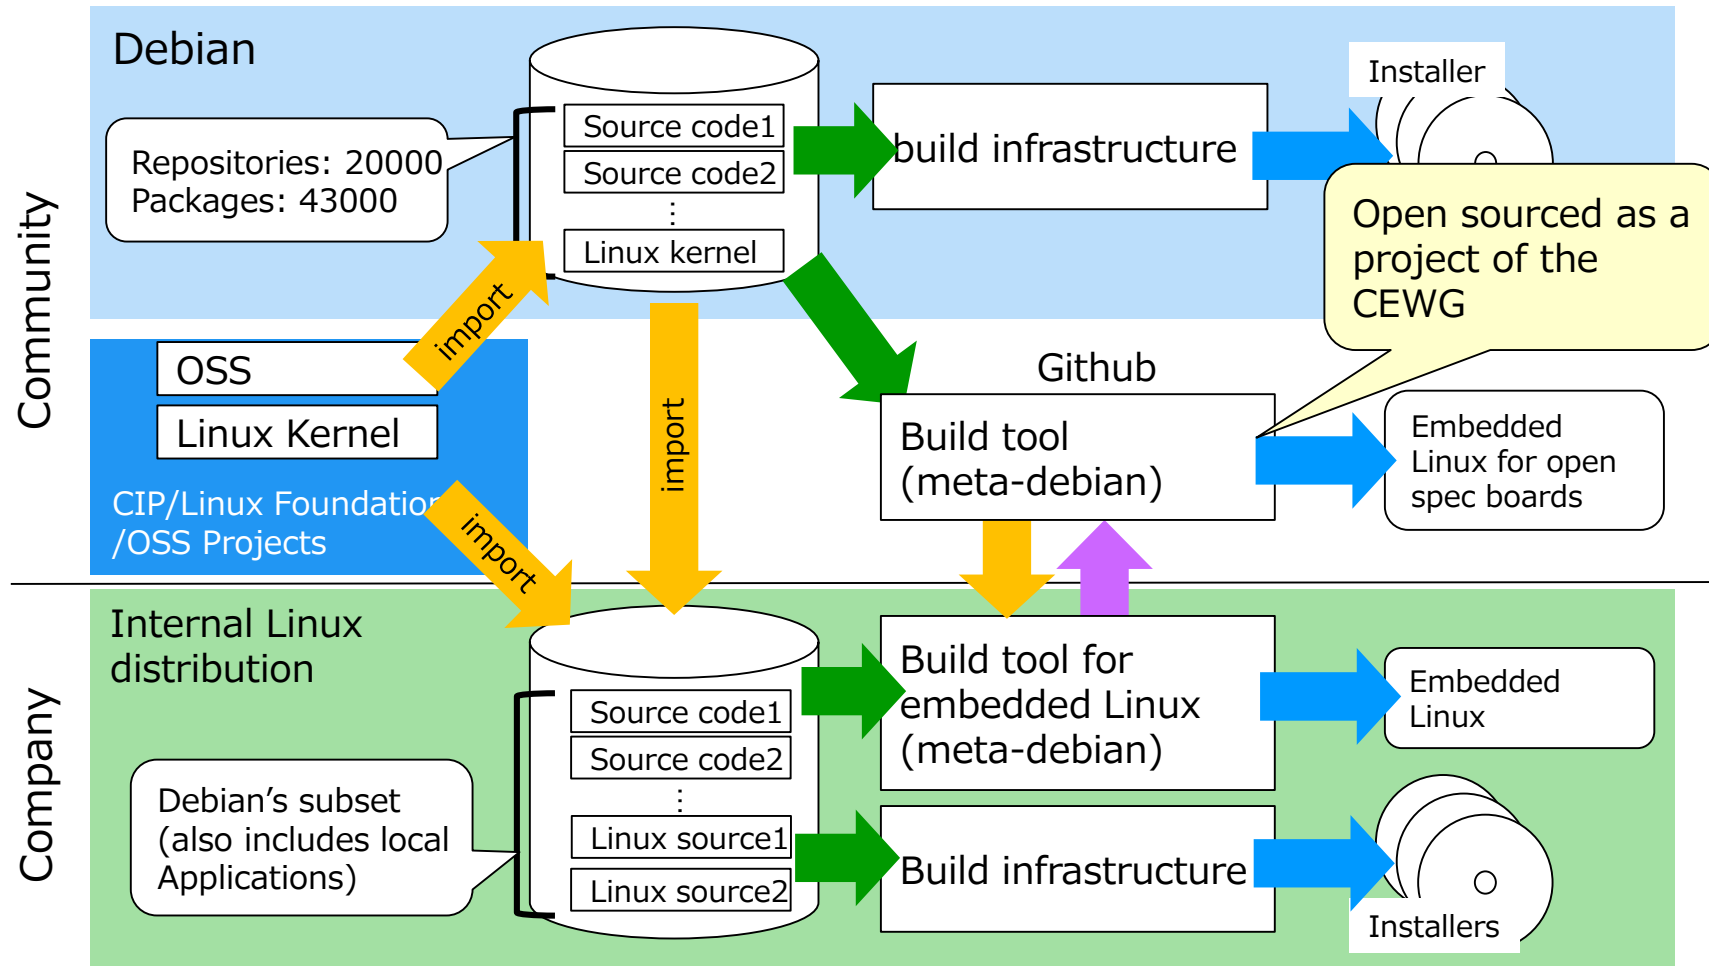 Community
Debian
Repositories: 20000
Packages: 43000
Source code1
Source code2
...
Linux kernel
build infrastructure
Installer
Open sourced as a
project of the
CEWG
import
OSS
Linux Kernel
CIP/Linux Foundation
/OSS Projects
import
import
Github
Build tool
(meta-debian)
Embedded
Linux for open
spec boards
Company
Internal Linux
distribution
Debian’s subset
(also includes local
Applications)
Source code1
Source code2
...
Linux source1
Linux source2
Build tool for
embedded Linux
(meta-debian)
Embedded
Linux
Build infrastructure
Installers